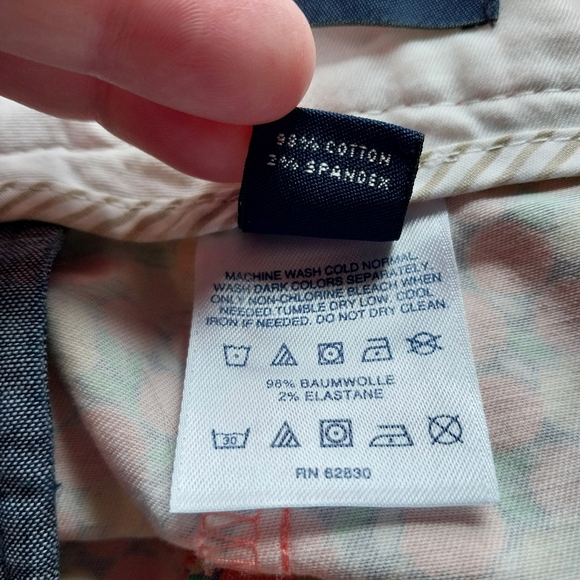 98% COTTON
2% SPANDEX
MACHINE WASH COLD NORMAL.
WASH DARK COLORS SEPARATELY.
ONLY NON-CHLORINE BLEACH WHEN
NEEDED TUMBLE DRY LOW. COOL
IRON IF NEEDED. DO NOT DRY CLEAN.
98% BAUMWOLLE
2% ELASTANE
30
RN 62830